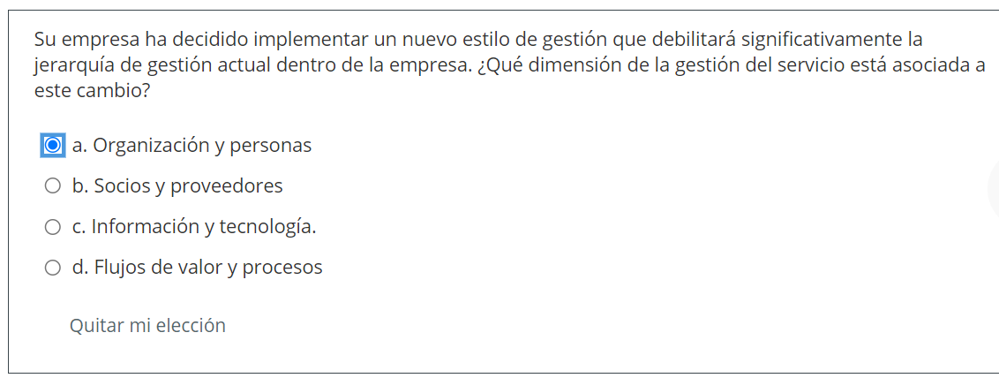 Su empresa ha decidido implementar un nuevo estilo de gestión que debilitará significativamente la
jerarquía de gestión actual dentro de la empresa. ¿Qué dimensión de la gestión del servicio está asociada a
este cambio?
a. Organización y personas
b. Socios y proveedores
c. Información y tecnología.
d. Flujos de valor y procesos
Quitar mi elección